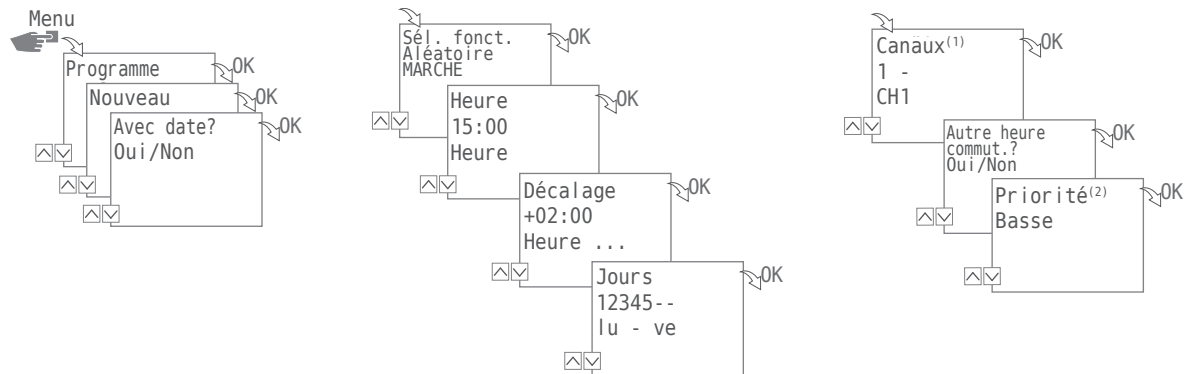 Menu
Programme
OK
Nouveau
OK
Avec date?
Oui/Non
OK
Sél. fonct.
Aléatoire
MARCHE
OK
Heure
15:00
Heure
OK
Décalage
+02:00
Heure ...
OK
Jours
12345--
lu - ve
OK
Canaux(1)
1 -
CH1
OK
Autre heure
commut.?
Oui/Non
OK
Priorité(2)
Basse
OK